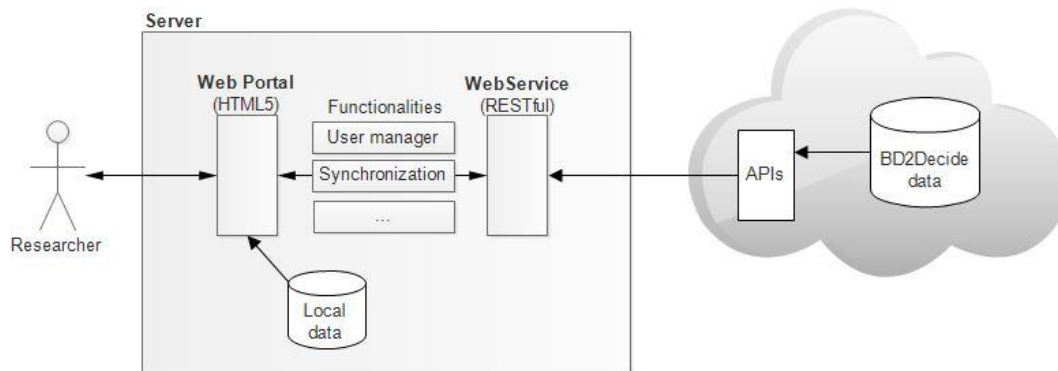 Server
Web Portal
(HTML5)
Functionalities
User manager
Synchronization
...
WebService
(RESTful)
Local
data
Researcher
APIs
BD2Decide
data